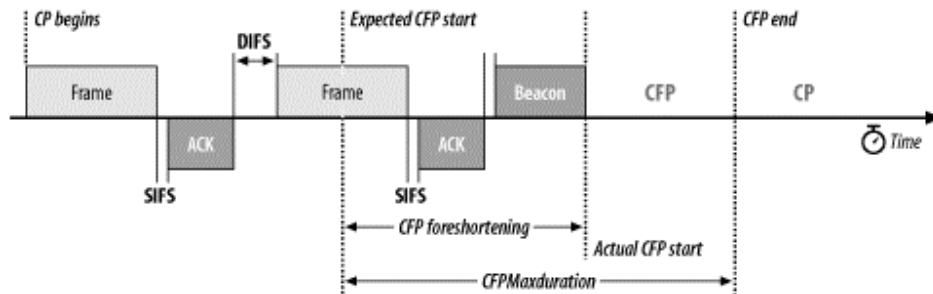 CP begins
Expected CFP start
CFP end
DIFS
Frame
Frame
Beacon
CFP
CP
ACK
ACK
Time
SIFS
SIFS
CFP foreshortening
Actual CFP start
CFPMaxduration